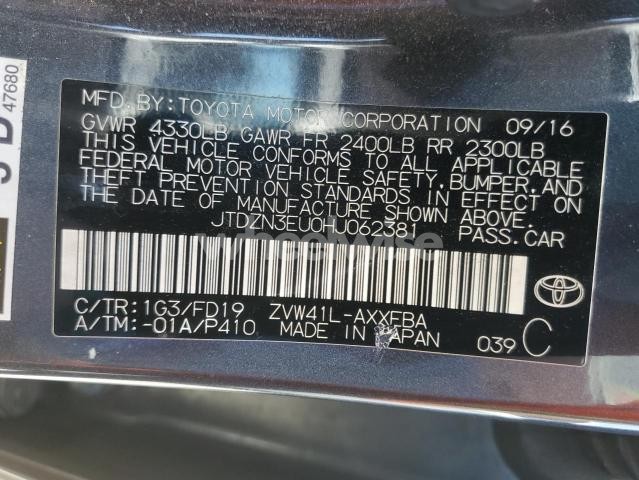 47680
MFD. BY: TOYOTA MOTOR CORPORATION 09/16
GVWR 4330LB GAWR FR 2400LB RR 2300LB
THIS VEHICLE CONFORMS TO ALL APPLICABLE
FEDERAL MOTOR VEHICLE SAFETY, BUMPER, AND
THEFT PREVENTION STANDARDS IN EFFECT ON
THE DATE OF MANUFACTURE SHOWN ABOVE.
JTDZN3EU0HJ062381 PASS. CAR
wheelwise
C/TR: 1G3/FD19 ZVW41L-AXXFBA
A/TM: -01A/P410 MADE IN JAPAN
039 C